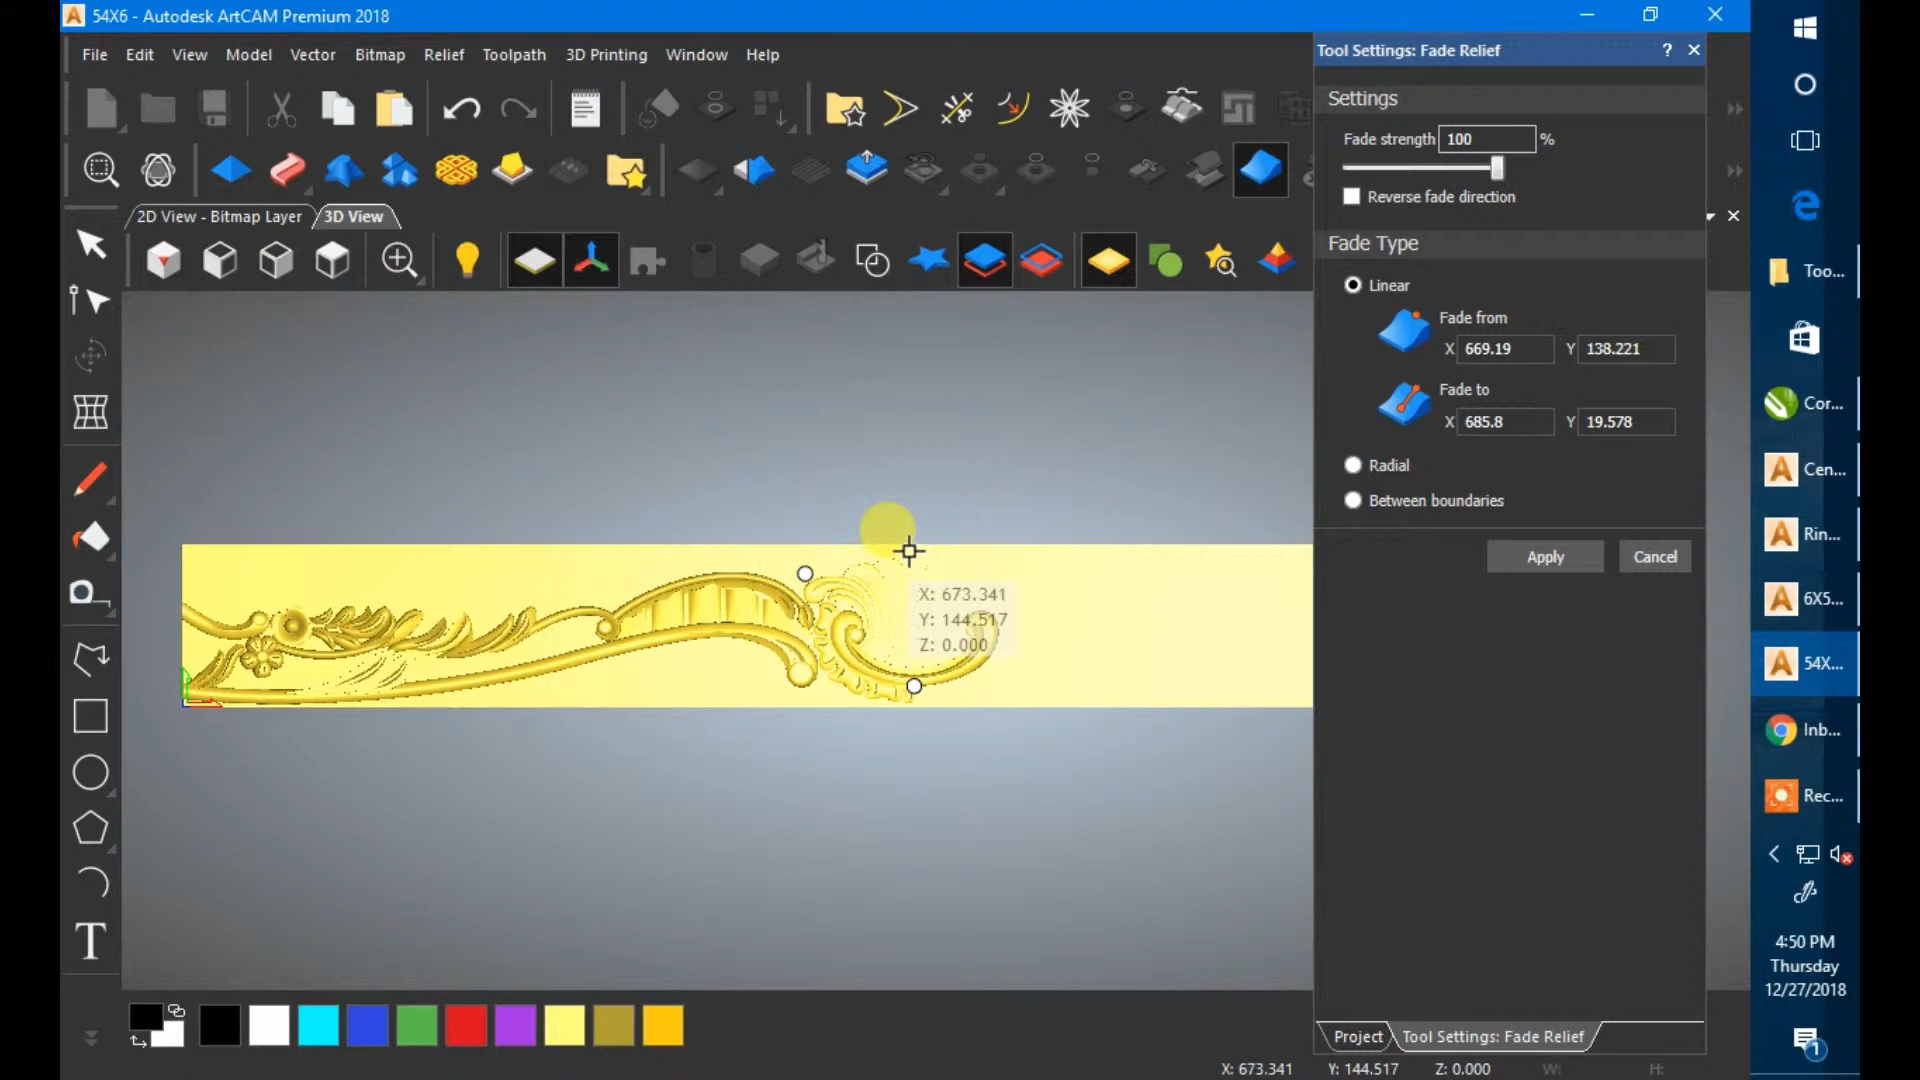 54X6 - Autodesk ArtCAM Premium 2018
File Edit View Model Vector Bitmap Relief Toolpath 3D Printing Window Help
2D View - Bitmap Layer 3D View
X: 673.341
Y: 144.517
Z: 0.000
Tool Settings: Fade Relief ?
Settings
Fade strength 100 %
Reverse fade direction
Fade Type
Linear
Fade from
X 669.19 Y 138.221
Fade to
X 685.8 Y 19.578
Radial
Between boundaries
Apply Cancel
Project Tool Settings: Fade Relief
X: 673.341 Y: 144.517 Z: 0.000 W: H:
T
Too...
Cor...
Cen...
Rin...
6X5...
54X...
Inb...
Rec...
4:50 PM
Thursday
12/27/2018
1